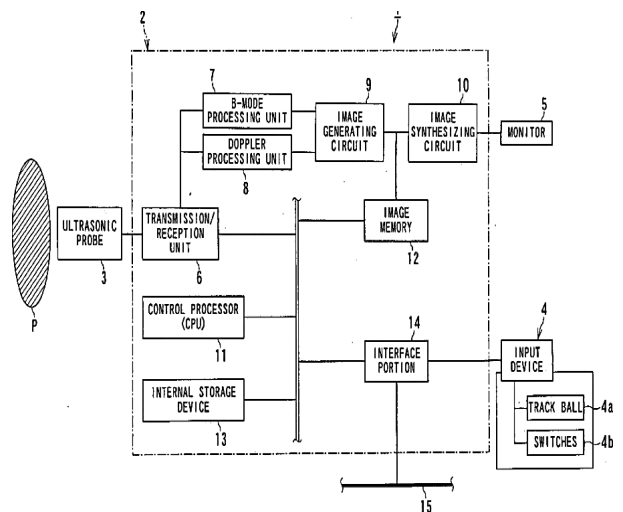 2
1
7
B-MODE
PROCESSING UNIT
DOPPLER
PROCESSING UNIT
8
9
IMAGE
GENERATING
CIRCUIT
10
IMAGE
SYNTHESIZING
CIRCUIT
5
MONITOR
ULTRASONIC
PROBE
3
P
TRANSMISSION/
RECEPTION
UNIT
6
IMAGE
MEMORY
12
CONTROL PROCESSOR
(CPU)
11
INTERNAL STORAGE
DEVICE
13
14
INTERFACE
PORTION
4
INPUT
DEVICE
TRACK BALL
4a
SWITCHES
4b
15